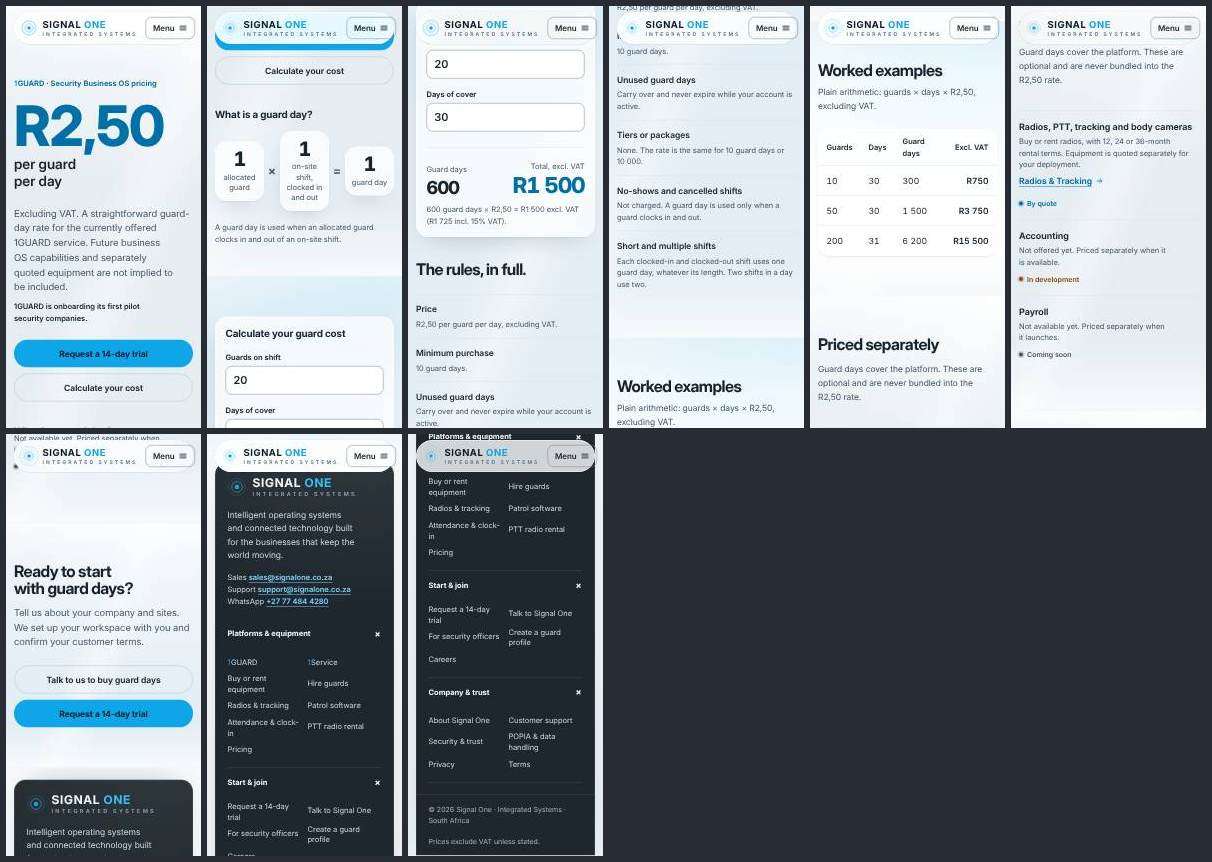 SIGNAL ONE
INTEGRATED SYSTEMS
Menu
1GUARD · Security Business OS pricing
R2,50
per guard
per day
Excluding VAT. A straightforward guard-
day rate for the currently offered
1GUARD service. Future business
OS capabilities and separately
quoted equipment are not implied to
be included.
1GUARD is onboarding its first pilot
security companies.
Request a 14-day trial
Calculate your cost
SIGNAL ONE
INTEGRATED SYSTEMS
Menu
Calculate your cost
What is a guard day?
1
allocated
guard
×
1
on-site
shift,
clocked in
and out
=
1
guard day
A guard day is used when an allocated guard
clocks in and out of an on-site shift.
Calculate your guard cost
Guards on shift
20
Days of cover
SIGNAL ONE
INTEGRATED SYSTEMS
Menu
20
Days of cover
30
Guard days
600
Total, excl. VAT
R1 500
600 guard days × R2,50 = R1 500 excl. VAT
(R1 725 incl. 15% VAT).
The rules, in full.
Price
R2,50 per guard per day, excluding VAT.
Minimum purchase
10 guard days.
Unused guard days
Carry over and never expire while your account is
active.
R2,50 per guard per day, excluding VAT.
SIGNAL ONE
INTEGRATED SYSTEMS
Menu
10 guard days.
Unused guard days
Carry over and never expire while your account is
active.
Tiers or packages
None. The rate is the same for 10 guard days or
10 000.
No-shows and cancelled shifts
Not charged. A guard day is used only when a
guard clocks in and out.
Short and multiple shifts
Each clocked-in and clocked-out shift uses one
guard day, whatever its length. Two shifts in a day
use two.
Worked examples
Plain arithmetic: guards × days × R2,50,
excluding VAT.
SIGNAL ONE
INTEGRATED SYSTEMS
Menu
Worked examples
Plain arithmetic: guards × days × R2,50,
excluding VAT.
Guards Days Guard days Excl. VAT
10 30 300 R750
50 30 1 500 R3 750
200 31 6 200 R15 500
Priced separately
Guard days cover the platform. These are
optional and are never bundled into the
R2,50 rate.
SIGNAL ONE
INTEGRATED SYSTEMS
Menu
Guard days cover the platform. These are
optional and are never bundled into the
R2,50 rate.
Radios, PTT, tracking and body cameras
Buy or rent radios, with 12, 24 or 36-month
rental terms. Equipment is quoted separately for
your deployment.
Radios & Tracking →
By quote
Accounting
Not offered yet. Priced separately when it
is available.
In development
Payroll
Not available yet. Priced separately when
it launches.
Coming soon
Not available yet. Priced separately when
SIGNAL ONE
INTEGRATED SYSTEMS
Menu
Ready to start
with guard days?
Tell us about your company and sites.
We set up your workspace with you and
confirm your customer terms.
Talk to us to buy guard days
Request a 14-day trial
SIGNAL ONE
INTEGRATED SYSTEMS
Intelligent operating systems
and connected technology built
SIGNAL ONE
INTEGRATED SYSTEMS
Menu
SIGNAL ONE
INTEGRATED SYSTEMS
Intelligent operating systems
and connected technology built
for the businesses that keep the
world moving.
Sales sales@signalone.co.za
Support support@signalone.co.za
WhatsApp +27 77 484 4280
Platforms & equipment ×
1GUARD 1Service
Buy or rent equipment Hire guards
Radios & tracking Patrol software
Attendance & clock-in PTT radio rental
Pricing
Start & join ×
Request a 14-day trial Talk to Signal One
For security officers Create a guard profile
Careers
Platforms & equipment ×
SIGNAL ONE
INTEGRATED SYSTEMS
Menu
Buy or rent equipment Hire guards
Radios & tracking Patrol software
Attendance & clock-in PTT radio rental
Pricing
Start & join ×
Request a 14-day trial Talk to Signal One
For security officers Create a guard profile
Careers
Company & trust ×
About Signal One Customer support
Security & trust POPIA & data handling
Privacy Terms
© 2026 Signal One · Integrated Systems ·
South Africa
Prices exclude VAT unless stated.